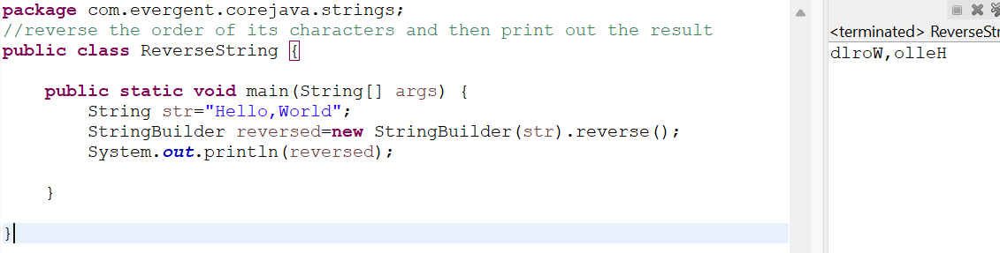 package com.evergent.corejava.strings;
//reverse the order of its characters and then print out the result
public class ReverseString {
public static void main(String[] args) {
String str="Hello,World";
StringBuilder reversed=new StringBuilder(str).reverse();
System.out.println(reversed);
}
}
<terminated> ReverseStr
dlroW,olleH